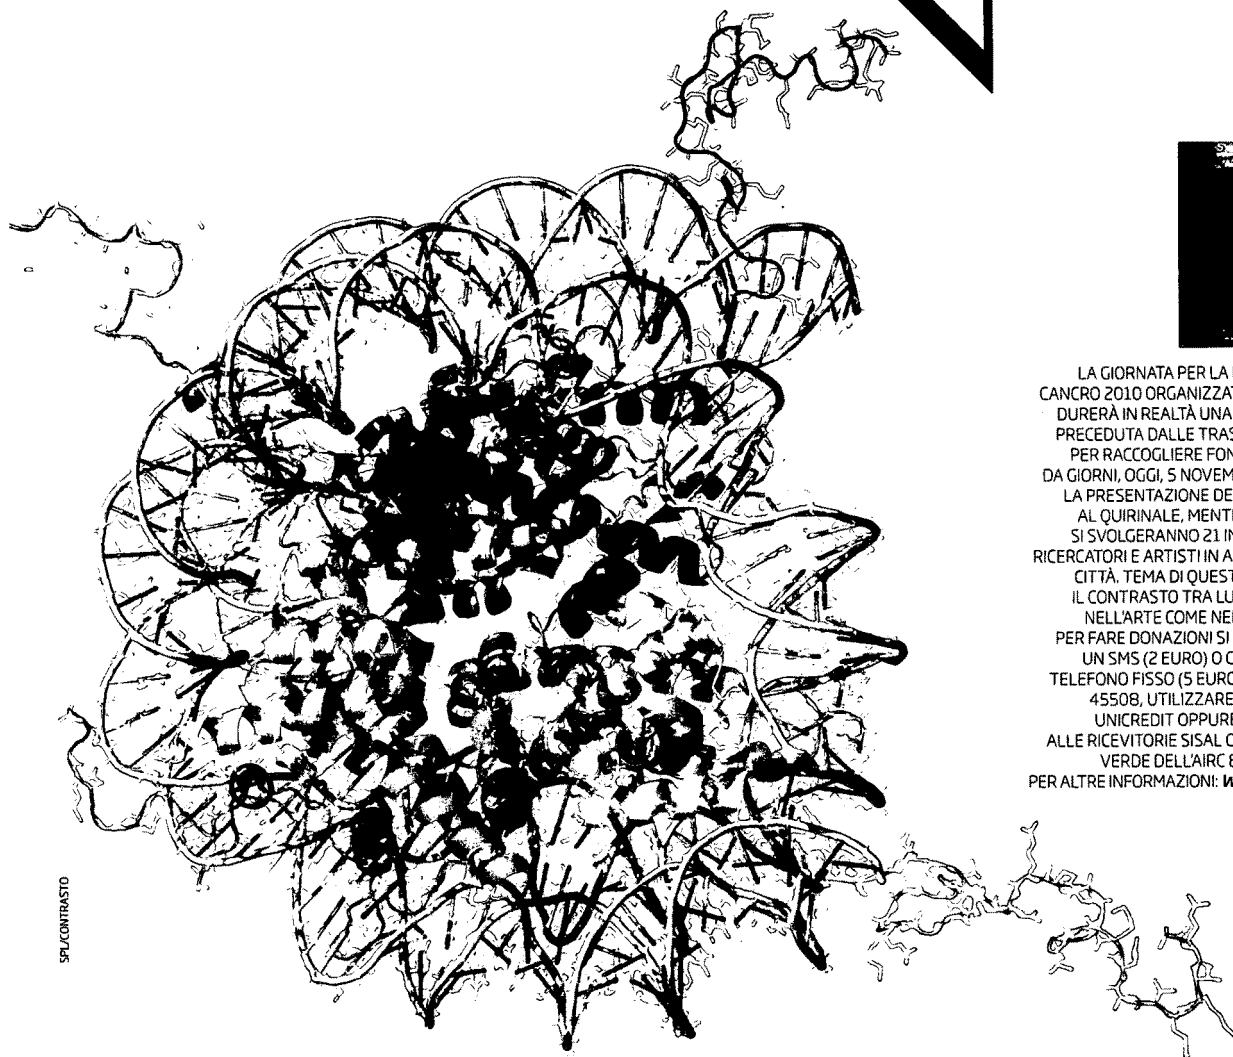 LA GIORNATA PER LA
CANCRO 2010 ORGANIZZAT
DURERÀ IN REALTÀ UNA
PRECEDUTA DALLE TRAS
PER RACCOGLIERE FON
DA GIORNI, OGGI, 5 NOVEM
LA PRESENTAZIONE DE
AL QUIRINALE, MENT
SI SVOLGERANNO 21 IN
RICERCATORI E ARTISTI IN A
CITTÀ. TEMA DI QUEST
IL CONTRASTO TRA LU
NELL'ARTE COME NE
PER FARE DONAZIONI SI
UN SMS (2 EURO) O C
TELEFONO FISSO (5 EURO
45508, UTILIZZARE
UNICREDIT OPPURE
ALLE RICEVITORIE SISAL O
VERDE DELL'AIRC 8
PER ALTRE INFORMAZIONI: W
SPL/CONTRASTO